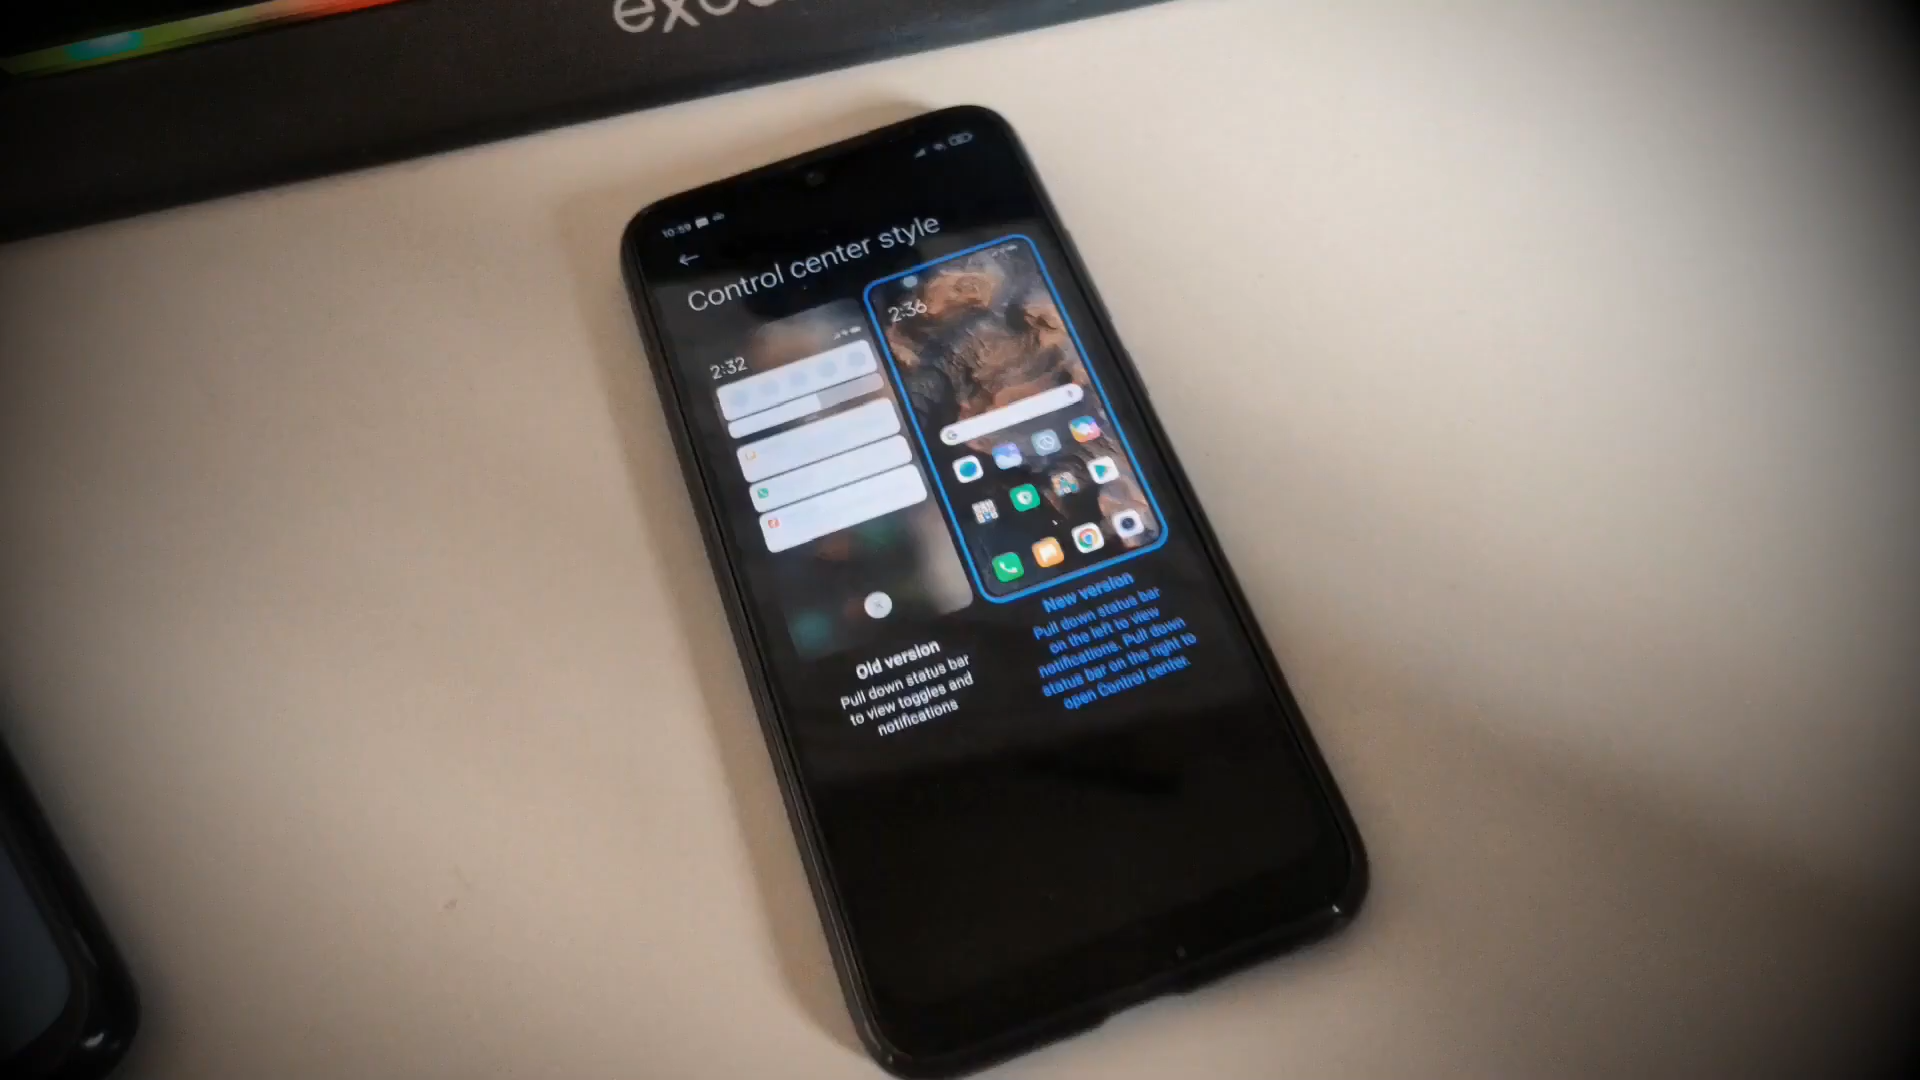 10:59
Control center style
2:32
2:36
Old version
Pull down status bar
to view toggles and
notifications
New version
Pull down status bar
on the left to view
notifications. Pull down
status bar on the right to
open Control center.